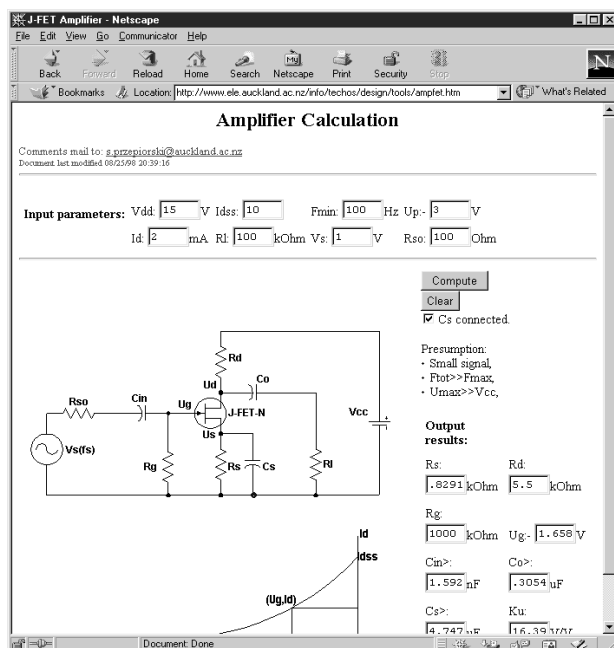 J-FET Amplifier - Netscape
File Edit View Go Communicator Help
Back Forward Reload Home Search Netscape Print Security Stop
My
N
Bookmarks Location: http://www.ele.auckland.ac.nz/info/techos/design/tools/ampfet.htm What's Related
Amplifier Calculation
Comments mail to: s.przepiorski@auckland.ac.nz
Document last modified 08/25/98 20:39:16
Input parameters: Vdd: 15 V Idss: 10 Fmin: 100 Hz Up:- 3 V
Id: 2 mA Rl: 100 kOhm Vs: 1 V Rso: 100 Ohm
Compute
Clear
Cs connected.
Presumption:
• Small signal,
• Ftot>>Fmax,
• Umax>>Vcc,
Output
results:
Rs: Rd:
.8291 kOhm 5.5 kOhm
Rg:
1000 kOhm Ug:- 1.658 V
Cin>: Co>:
1.592 nF .3054 uF
Cs>: Ku:
4.747 uF 16.39 V/V
Rd
Ud
Co
Rso
Cin
Ug
J-FET-N
Vcc
Us
Vs(fs)
Rg
Rs
Cs
Rl
Id
Idss
(Ug,Id)
Document: Done